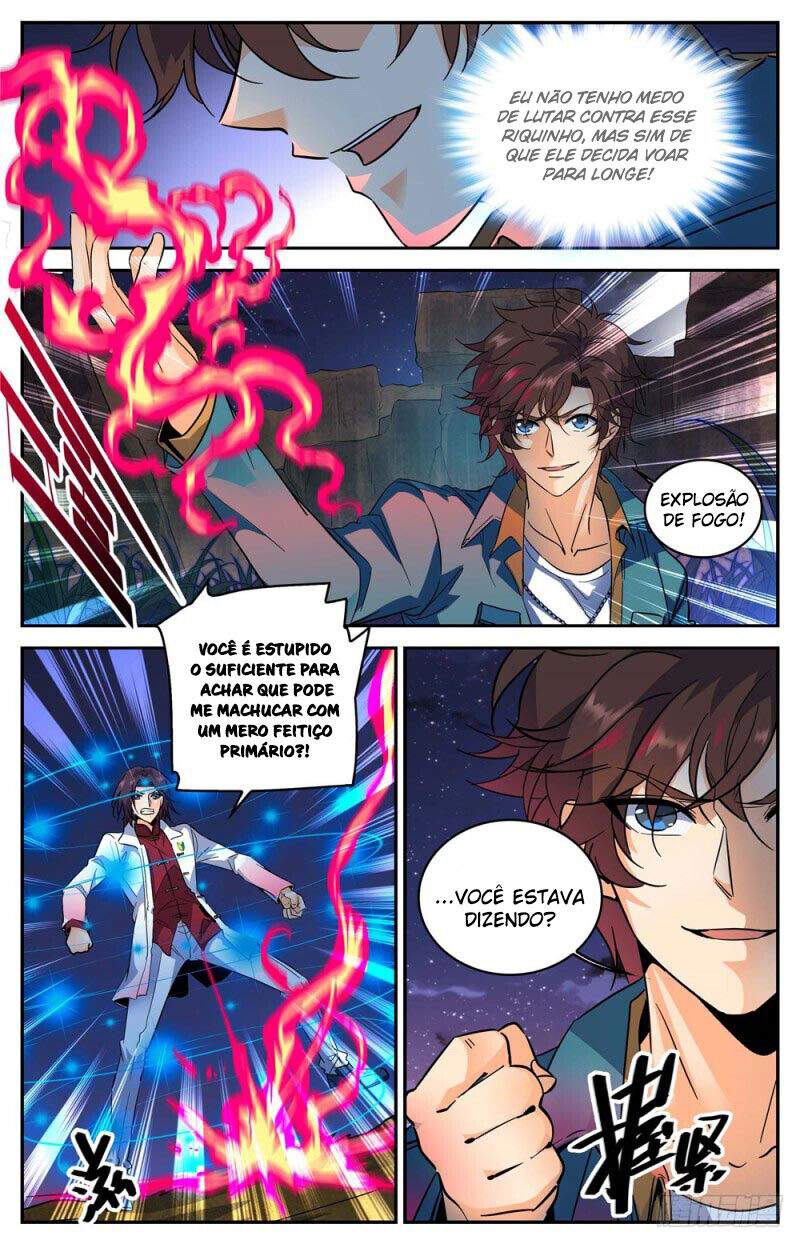 EU NÃO TENHO MEDO
DE LUTAR CONTRA ESSE
RIQUINHO, MAS SIM DE
QUE ELE DECIDA VOAR
PARA LONGE!
EXPLOSÃO
DE FOGO!
VOCÊ É ESTUPIDO
O SUFICIENTE PARA
ACHAR QUE PODE
ME MACHUCAR COM
UM MERO FEITIÇO
PRIMÁRIO?!
...VOCÊ ESTAVA
DIZENDO?
握紧